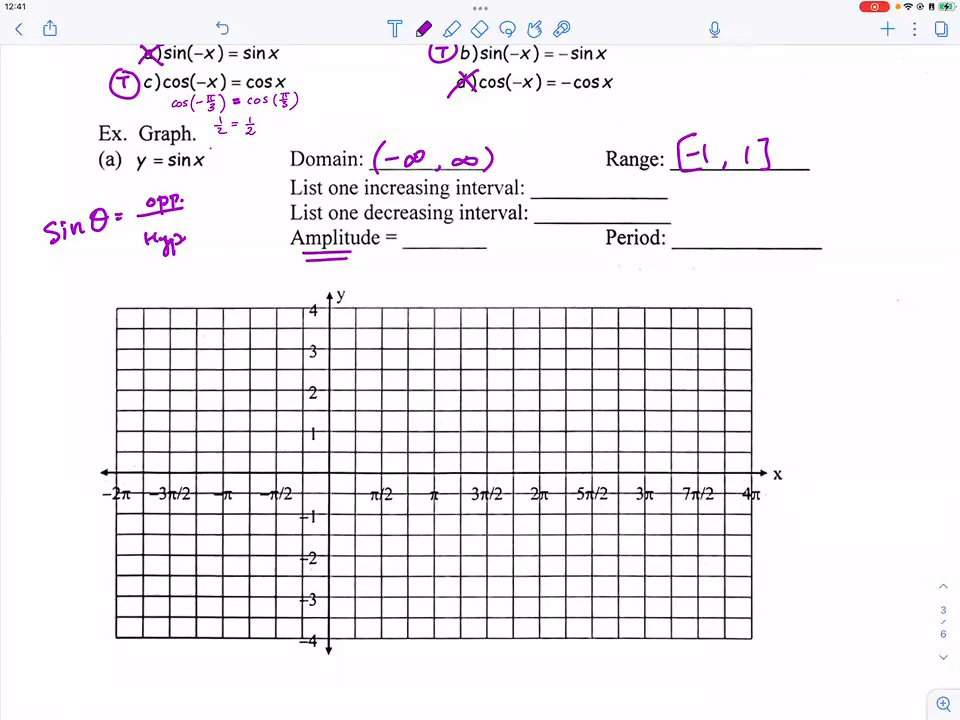 12:41
a) sin(-x) = sin x
T b) sin(-x) = - sin x
T c) cos(-x) = cos x
d) cos(-x) = - cos x
cos(-π/3) = cos(π/3)
1/2 = 1/2
Ex. Graph.
(a) y = sin x
Domain: (-∞, ∞)
Range: [-1, 1]
List one increasing interval:
List one decreasing interval:
Amplitude =
Period:
sin θ = opp. / Hyp
y
4
3
2
1
x
-2π -3π/2 -π -π/2 π/2 π 3π/2 2π 5π/2 3π 7π/2 4π
-1
-2
-3
-4
3 / 6